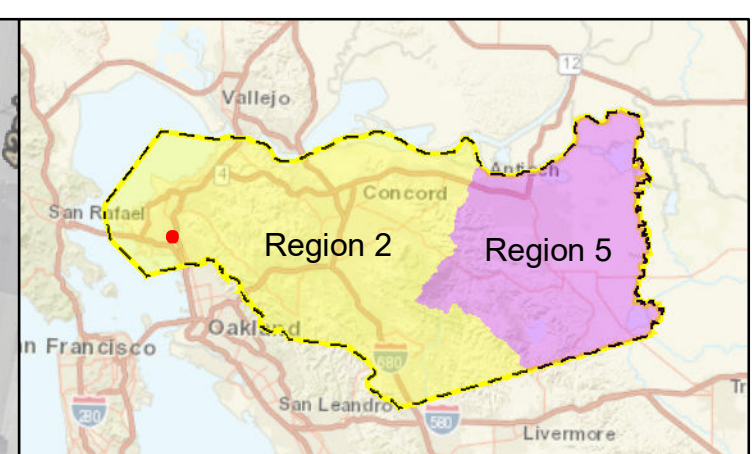 12
Vallejo
Antioch
4
Concord
San Rafael
Region 2
Region 5
Oakland
n Francisco
680
San Leandro
Tr
280
580
Livermore